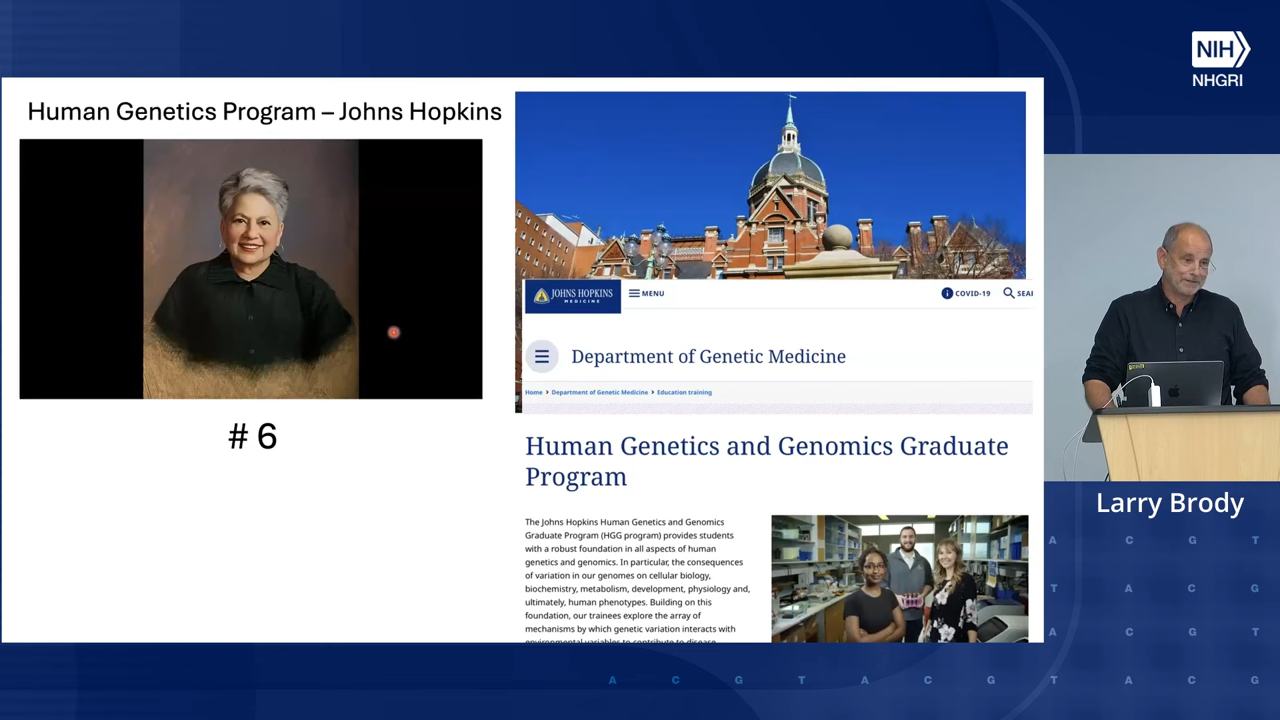 NIH
NHGRI
Human Genetics Program – Johns Hopkins
# 6
JOHNS HOPKINS
MEDICINE
MENU
COVID-19
SEAR
Department of Genetic Medicine
Home > Department of Genetic Medicine > Education training
Human Genetics and Genomics Graduate
Program
The Johns Hopkins Human Genetics and Genomics
Graduate Program (HGG program) provides students
with a robust foundation in all aspects of human
genetics and genomics. In particular, the consequences
of variation in our genomes on cellular biology,
biochemistry, metabolism, development, physiology and,
ultimately, human phenotypes. Building on this
foundation, our trainees explore the array of
mechanisms by which genetic variation interacts with
environmental variables to contribute to disease
Larry Brody
A C G T
T A C G
A C G T
A C G T A C G T A C G